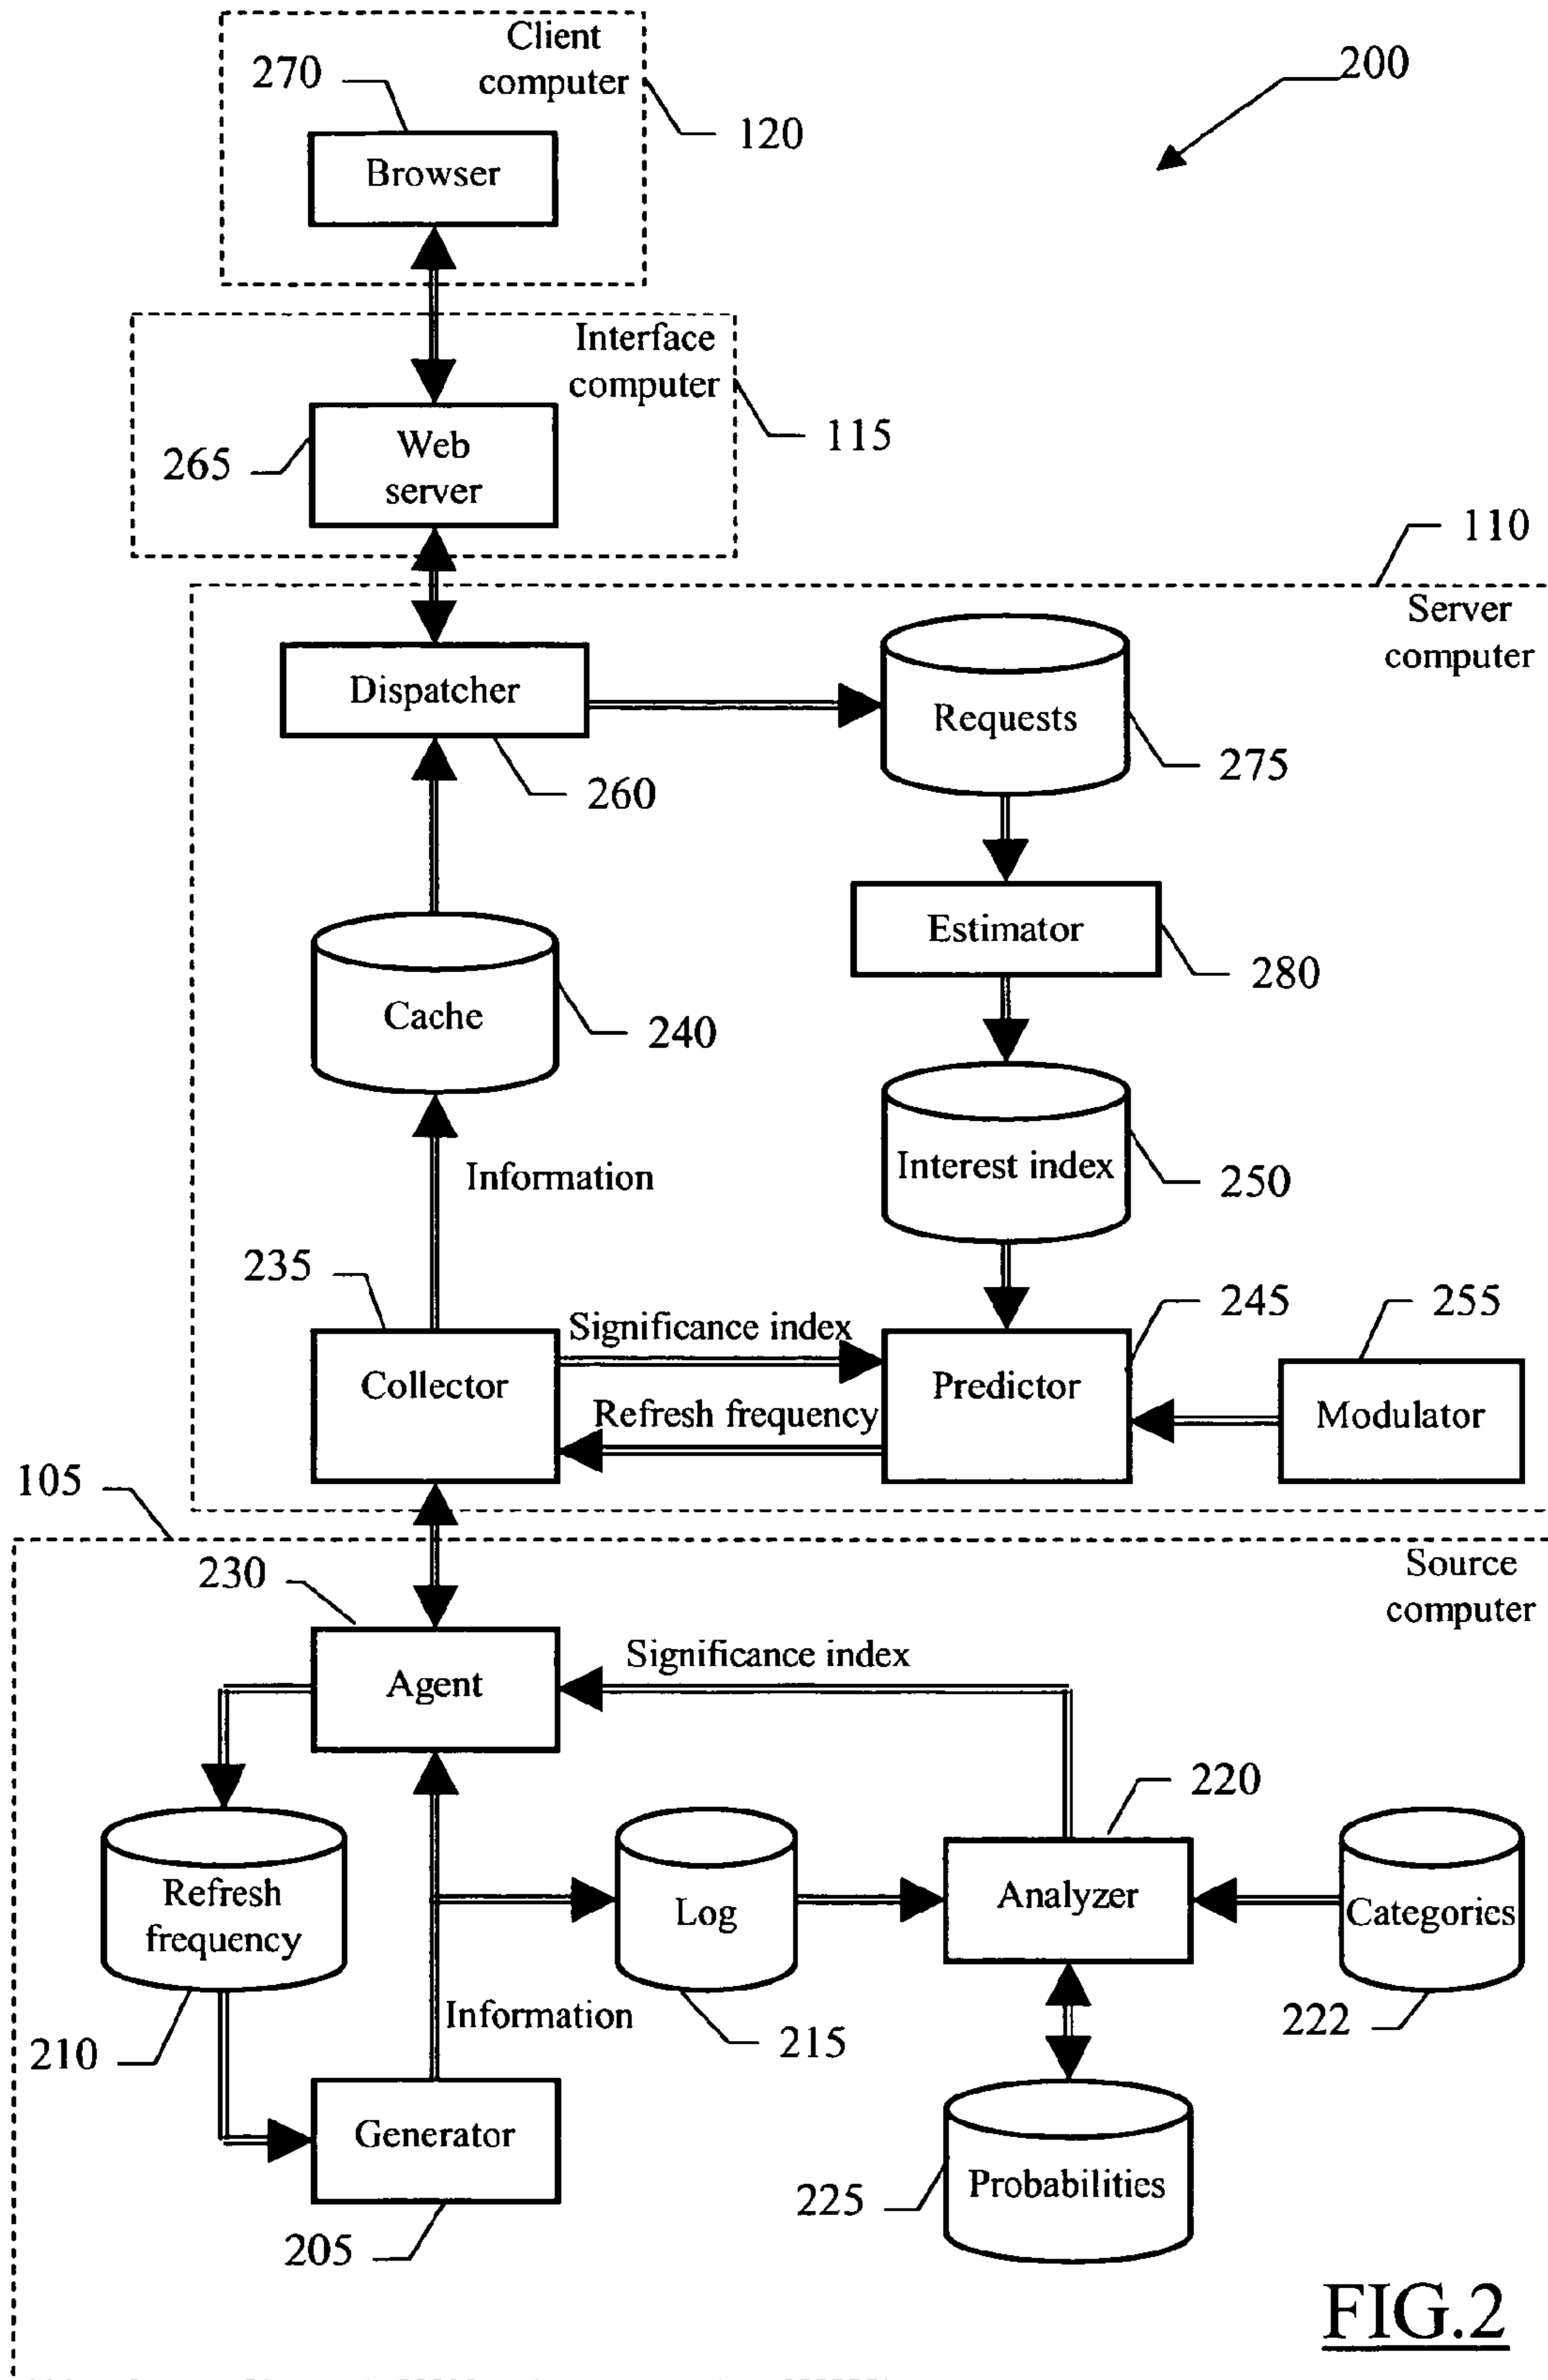 Client
computer
270
200
120
Browser
Interface
computer
115
Web
server
265
110
Server
computer
Dispatcher
Requests
275
260
Estimator
280
Cache
240
Interest index
250
Information
235
245
255
Significance index
Collector
Predictor
Modulator
Refresh frequency
105
Source
computer
230
Significance index
Agent
220
Refresh
frequency
Log
Analyzer
Categories
Information
210
215
222
Generator
Probabilities
225
205
FIG.2